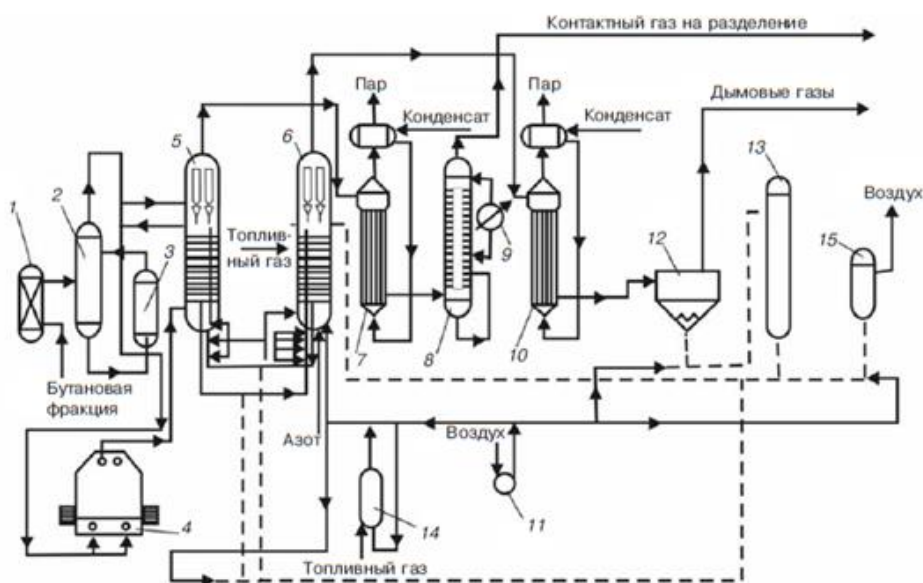 Контактный газ на разделение
Пар
Пар
Дымовые газы
Конденсат
Конденсат
5
6
13
Воздух
1
2
3
Топлив-
ный газ
9
12
15
7
8
10
Бутановая
фракция
Азот
Воздух
4
14
11
Топливный газ